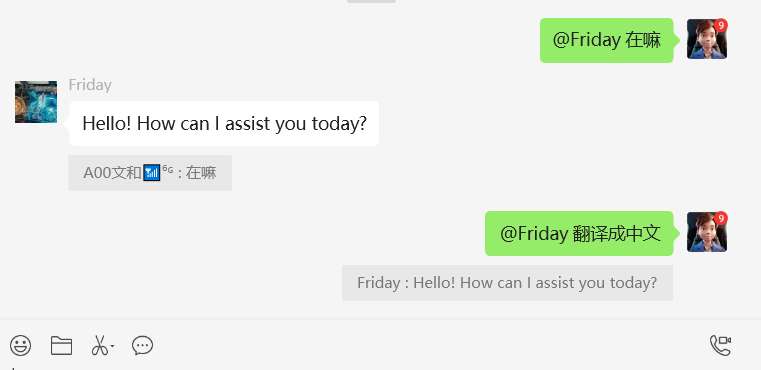 @Friday 在嘛
9
Friday
Hello! How can I assist you today?
A00文和📶⁶ᴳ : 在嘛
@Friday 翻译成中文
9
Friday : Hello! How can I assist you today?